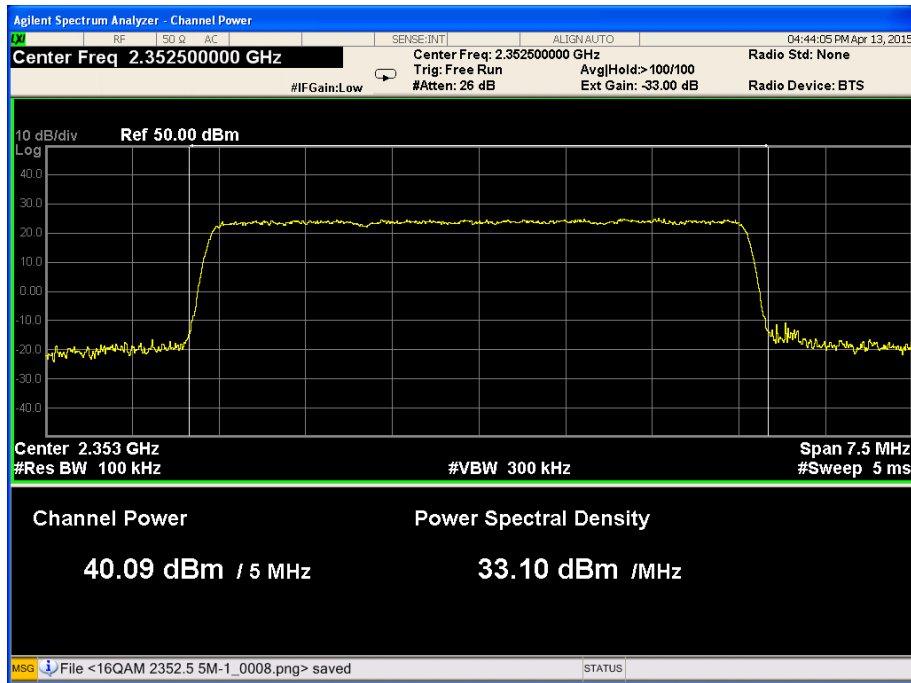 Agilent Spectrum Analyzer - Channel Power
LXI RF 50 Ω AC SENSE:INT ALIGN AUTO 04:44:05 PM Apr 13, 2015
Center Freq 2.352500000 GHz Center Freq: 2.352500000 GHz Radio Std: None
Trig: Free Run Avg|Hold:> 100/100
#IFGain:Low #Atten: 26 dB Ext Gain: -33.00 dB Radio Device: BTS
10 dB/div Ref 50.00 dBm
Log
40.0
30.0
20.0
10.0
0.00
-10.0
-20.0
-30.0
-40.0
Center 2.353 GHz Span 7.5 MHz
#Res BW 100 kHz #VBW 300 kHz #Sweep 5 ms
Channel Power Power Spectral Density
40.09 dBm / 5 MHz 33.10 dBm /MHz
MSG File <16QAM 2352.5 5M-1_0008.png> saved STATUS